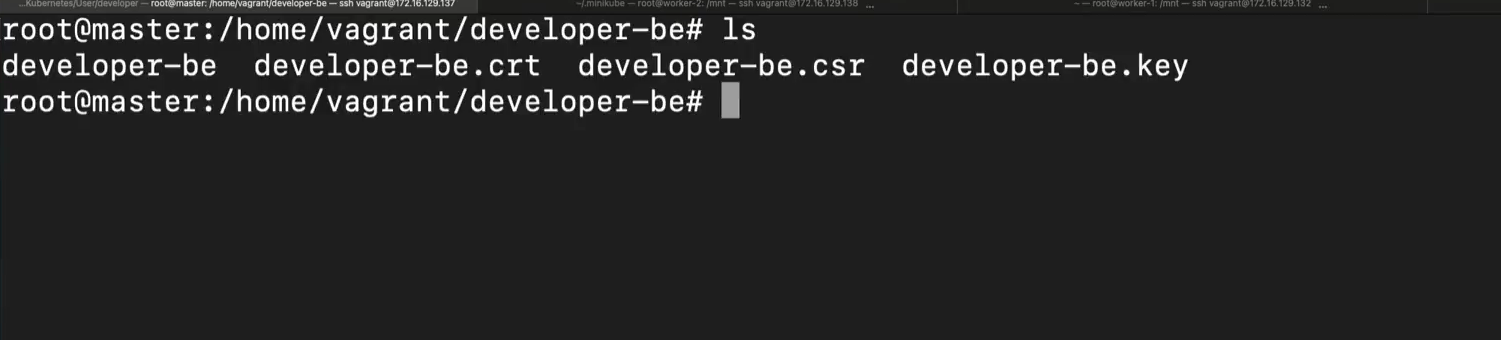 ...Kubernetes/User/developer — root@master: /home/vagrant/developer-be — ssh vagrant@172.16.129.137
~/.minikube — root@worker-2: /mnt — ssh vagrant@172.16.129.138 ...
~ — root@worker-1: /mnt — ssh vagrant@172.16.129.132 ...
root@master:/home/vagrant/developer-be# ls
developer-be developer-be.crt developer-be.csr developer-be.key
root@master:/home/vagrant/developer-be#